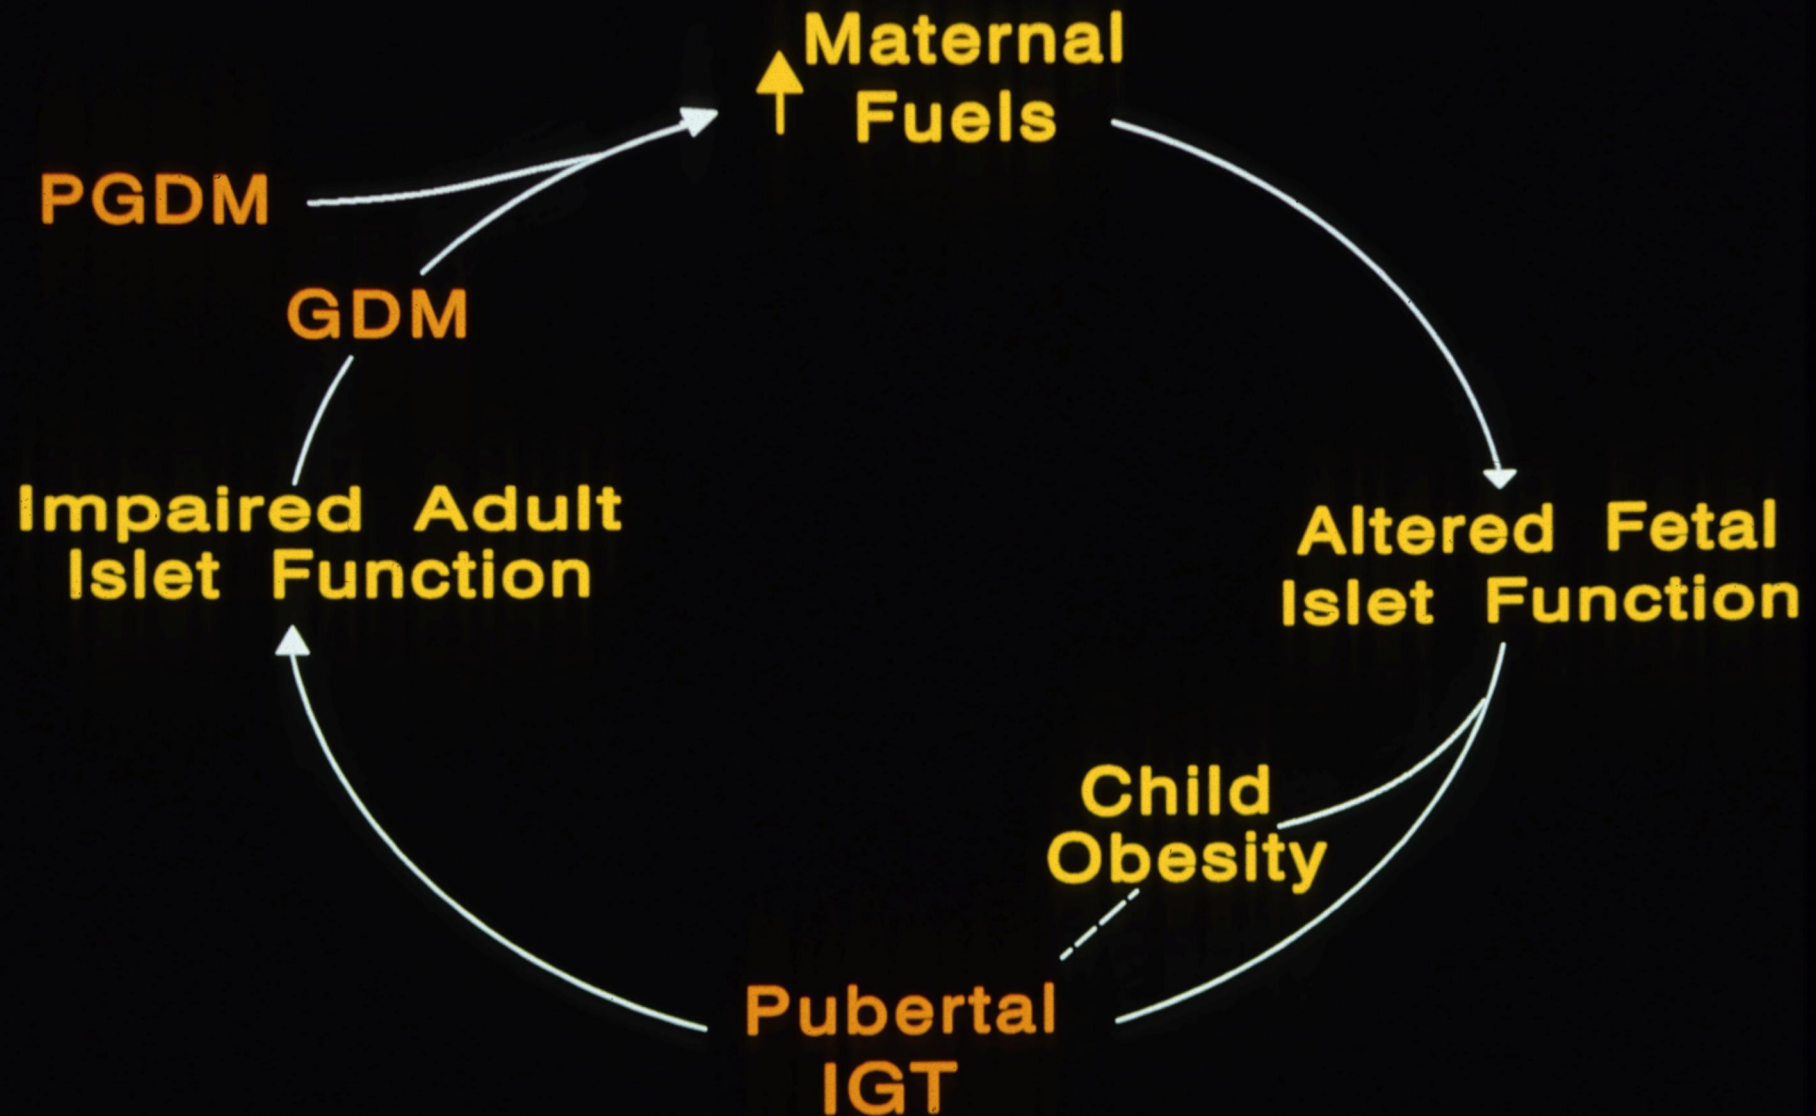 ↑ Maternal
Fuels
PGDM
GDM
Impaired Adult
Islet Function
Altered Fetal
Islet Function
Child
Obesity
Pubertal
IGT